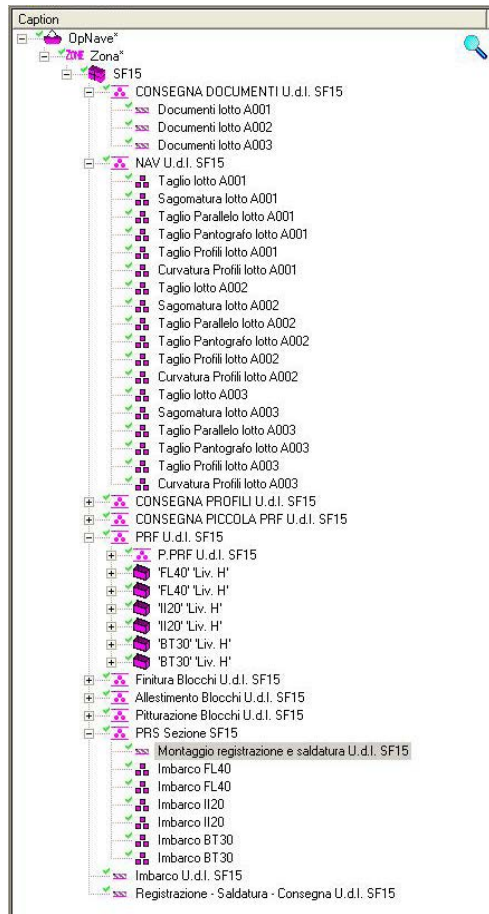 Caption
OpNave*
ZONE Zona*
SF15
CONSEGNA DOCUMENTI U.d.I. SF15
Documenti lotto A001
Documenti lotto A002
Documenti lotto A003
NAV U.d.I. SF15
Taglio lotto A001
Sagomatura lotto A001
Taglio Parallelo lotto A001
Taglio Pantografo lotto A001
Taglio Profili lotto A001
Curvatura Profili lotto A001
Taglio lotto A002
Sagomatura lotto A002
Taglio Parallelo lotto A002
Taglio Pantografo lotto A002
Taglio Profili lotto A002
Curvatura Profili lotto A002
Taglio lotto A003
Sagomatura lotto A003
Taglio Parallelo lotto A003
Taglio Pantografo lotto A003
Taglio Profili lotto A003
Curvatura Profili lotto A003
CONSEGNA PROFILI U.d.I. SF15
CONSEGNA PICCOLA PRF U.d.I. SF15
PRF U.d.I. SF15
P.PRF U.d.I. SF15
'FL40' 'Liv. H'
'FL40' 'Liv. H'
'II20' 'Liv. H'
'II20' 'Liv. H'
'BT30' 'Liv. H'
'BT30' 'Liv. H'
Finitura Blocchi U.d.I. SF15
Allestimento Blocchi U.d.I. SF15
Pitturazione Blocchi U.d.I. SF15
PRS Sezione SF15
Montaggio registrazione e saldatura U.d.I. SF15
Imbarco FL40
Imbarco FL40
Imbarco II20
Imbarco II20
Imbarco BT30
Imbarco BT30
Imbarco U.d.I. SF15
Registrazione - Saldatura - Consegna U.d.I. SF15